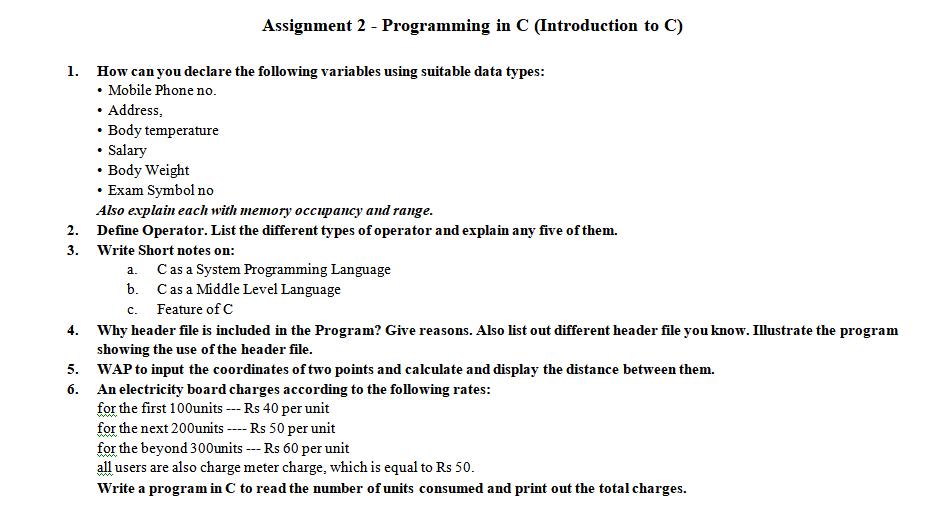 Assignment 2 - Programming in C (Introduction to C)
1. How can you declare the following variables using suitable data types:
• Mobile Phone no.
• Address,
• Body temperature
• Salary
• Body Weight
• Exam Symbol no
Also explain each with memory occupancy and range.
2. Define Operator. List the different types of operator and explain any five of them.
3. Write Short notes on:
a. C as a System Programming Language
b. C as a Middle Level Language
c. Feature of C
4. Why header file is included in the Program? Give reasons. Also list out different header file you know. Illustrate the program
showing the use of the header file.
5. WAP to input the coordinates of two points and calculate and display the distance between them.
6. An electricity board charges according to the following rates:
for the first 100units --- Rs 40 per unit
for the next 200units ---- Rs 50 per unit
for the beyond 300units --- Rs 60 per unit
all users are also charge meter charge, which is equal to Rs 50.
Write a program in C to read the number of units consumed and print out the total charges.